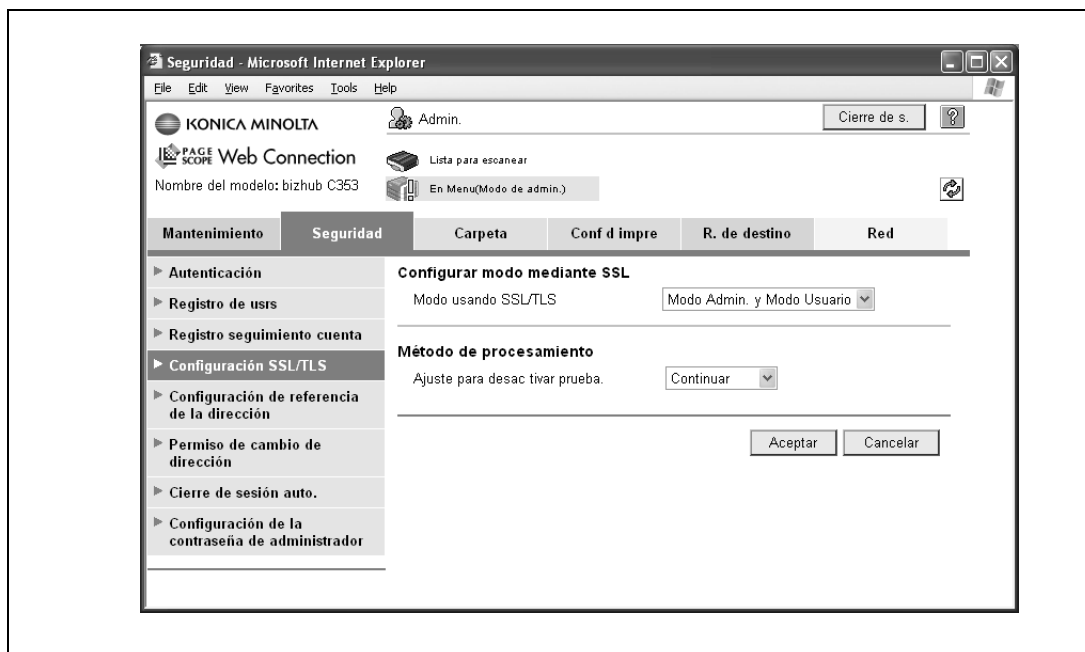 Seguridad - Microsoft Internet Explorer
File Edit View Favorites Tools Help
KONICA MINOLTA
Admin.
Cierre de s.
?
PAGE SCOPE Web Connection
Lista para escanear
Nombre del modelo: bizhub C353
En Menu(Modo de admin.)
Mantenimiento Seguridad Carpeta Conf d impre R. de destino Red
Autenticación
Registro de usrs
Registro seguimiento cuenta
Configuración SSL/TLS
Configuración de referencia
de la dirección
Permiso de cambio de
dirección
Cierre de sesión auto.
Configuración de la
contraseña de administrador
Configurar modo mediante SSL
Modo usando SSL/TLS Modo Admin. y Modo Usuario
Método de procesamiento
Ajuste para desac tivar prueba. Continuar
Aceptar Cancelar